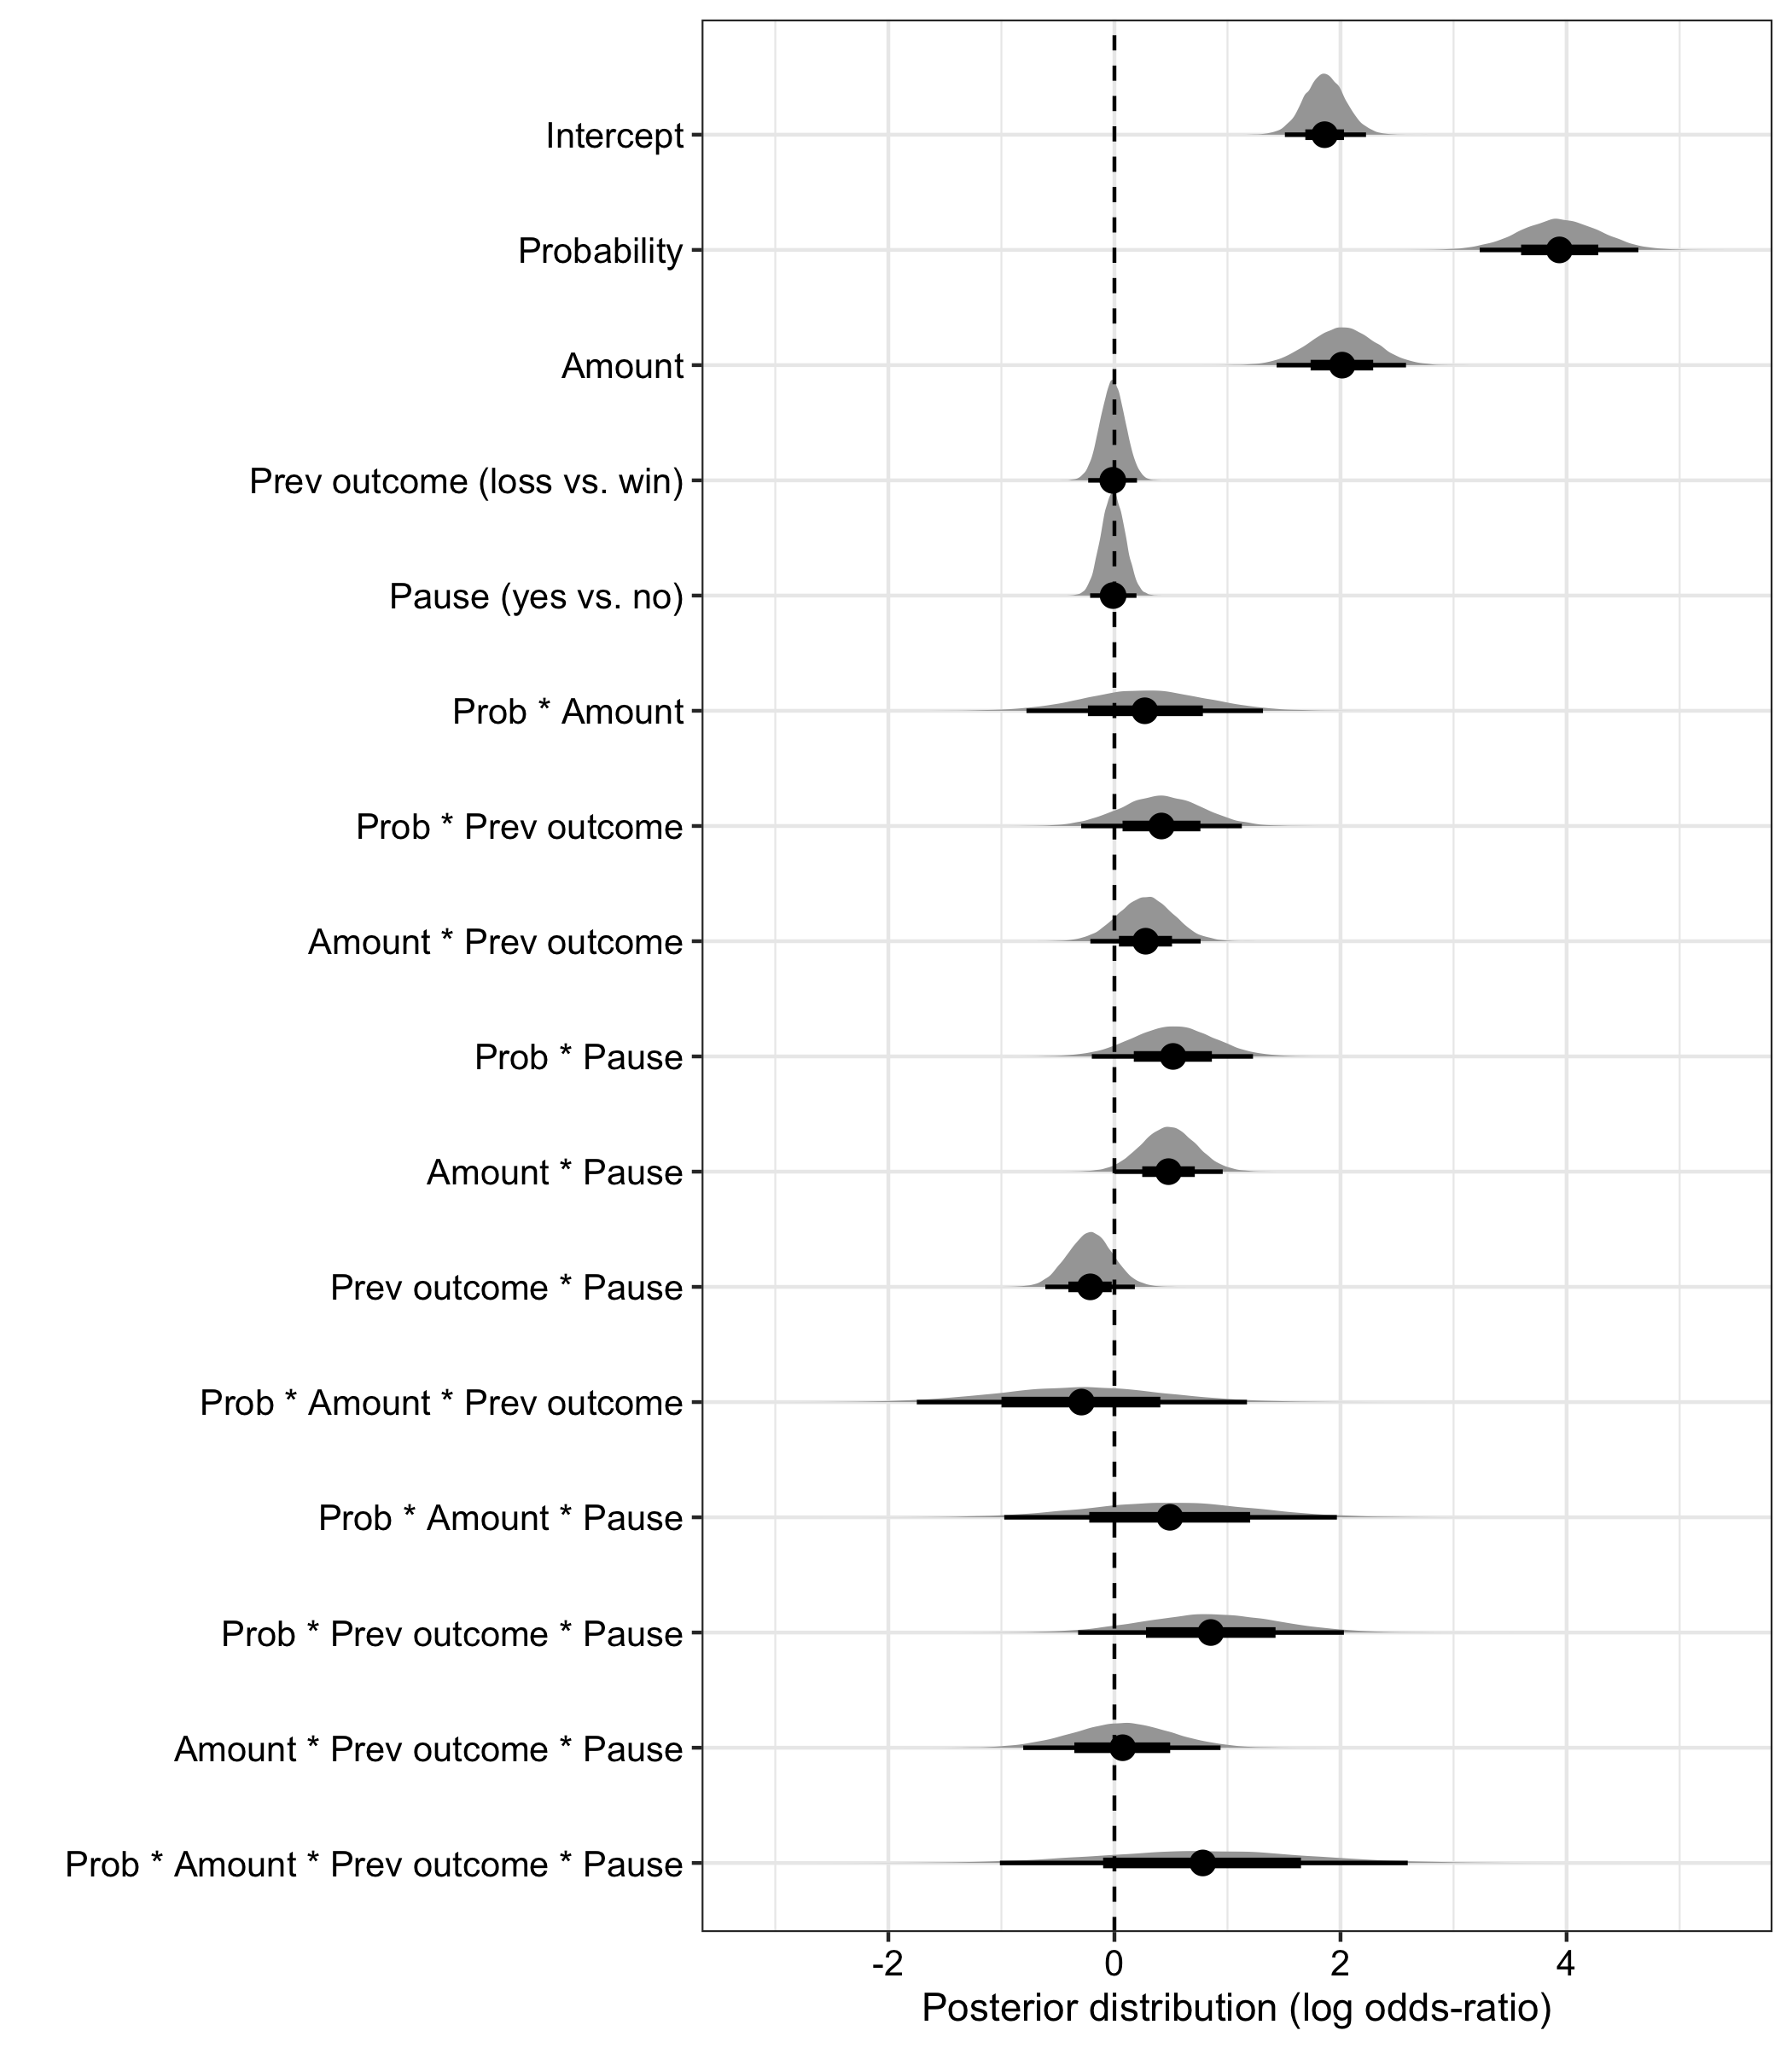 Intercept
Probability
Amount
Prev outcome (loss vs. win)
Pause (yes vs. no)
Prob * Amount
Prob * Prev outcome
Amount * Prev outcome
Prob * Pause
Amount * Pause
Prev outcome * Pause
Prob * Amount * Prev outcome
Prob * Amount * Pause
Prob * Prev outcome * Pause
Amount * Prev outcome * Pause
Prob * Amount * Prev outcome * Pause
-2 0 2 4
Posterior distribution (log odds-ratio)